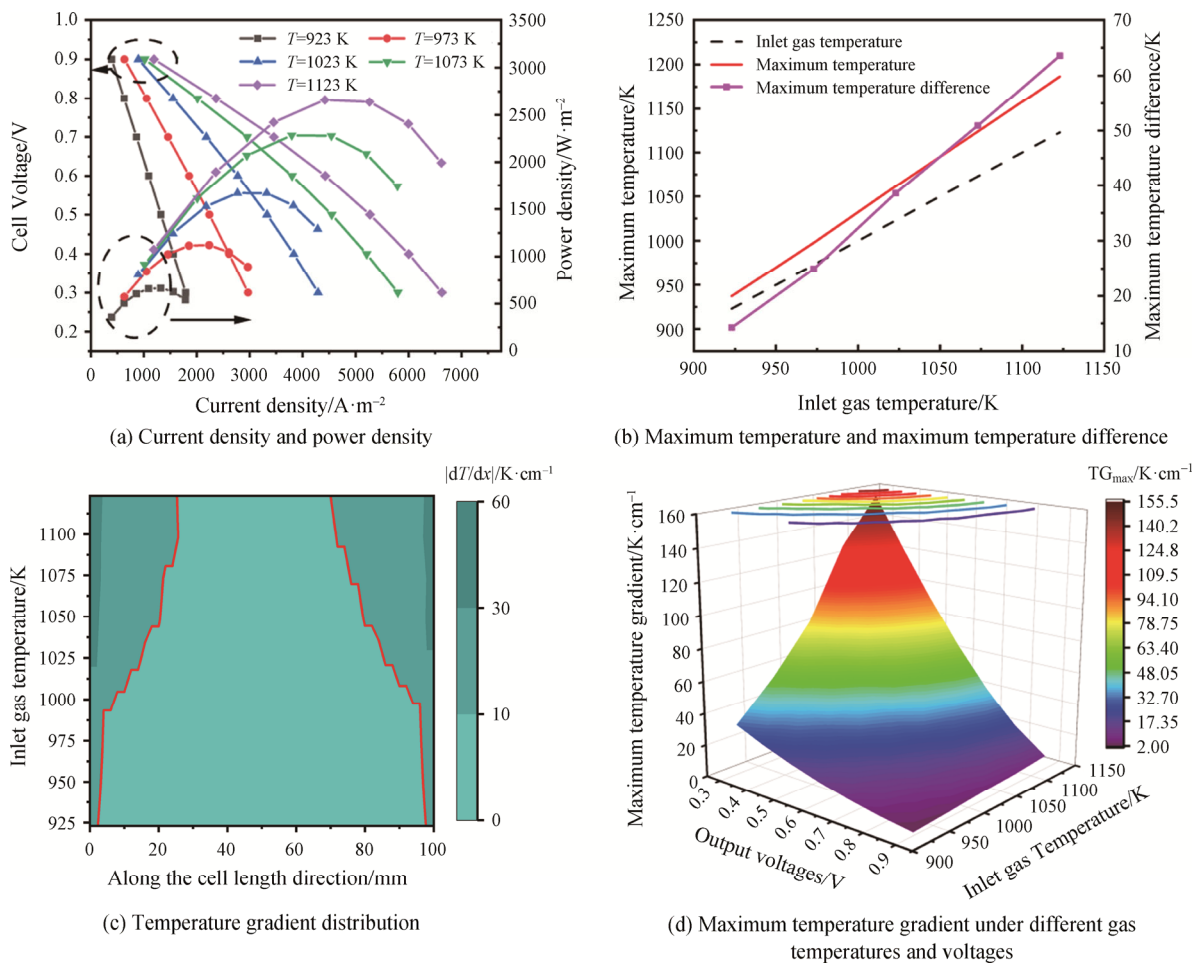 1.0
0.9
0.8
0.7
0.6
0.5
0.4
0.3
0.2
Cell Voltage/V
3500
3000
2500
2000
1500
1000
500
0
Power density/W·m⁻²
T=923 K
T=973 K
T=1023 K
T=1073 K
T=1123 K
0 1000 2000 3000 4000 5000 6000 7000
Current density/A·m⁻²
(a) Current density and power density
1250
1200
1150
1100
1050
1000
950
900
Maximum temperature/K
70
60
50
40
30
20
10
Maximum temperature difference/K
Inlet gas temperature
Maximum temperature
Maximum temperature difference
900 950 1000 1050 1100 1150
Inlet gas temperature/K
(b) Maximum temperature and maximum temperature difference
|dT/dx|/K·cm⁻¹
1100
1075
1050
1025
1000
975
950
925
Inlet gas temperature/K
60
30
10
0
0 20 40 60 80 100
Along the cell length direction/mm
(c) Temperature gradient distribution
TGmax/K·cm⁻¹
155.5
140.2
124.8
109.5
94.10
78.75
63.40
48.05
32.70
17.35
2.00
160
140
120
100
80
60
40
20
0
Maximum temperature gradient/K·cm⁻¹
0.3 0.4 0.5 0.6 0.7 0.8 0.9
Output voltages/V
900 950 1000 1050 1100 1150
Inlet gas Temperature/K
(d) Maximum temperature gradient under different gas
temperatures and voltages